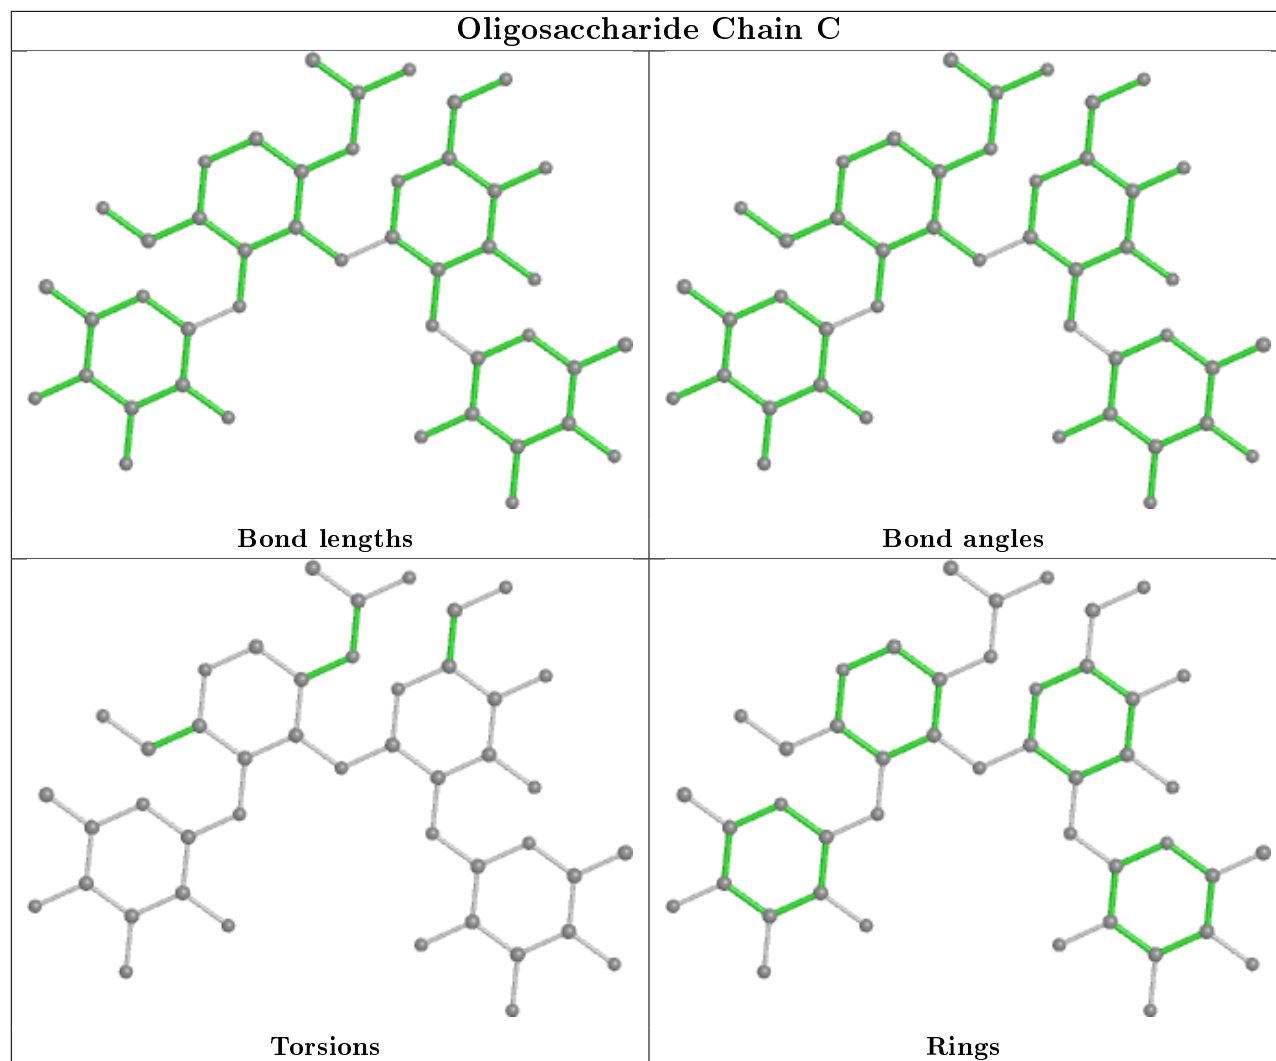 Oligosaccharide Chain C
Bond lengths
Bond angles
Torsions
Rings